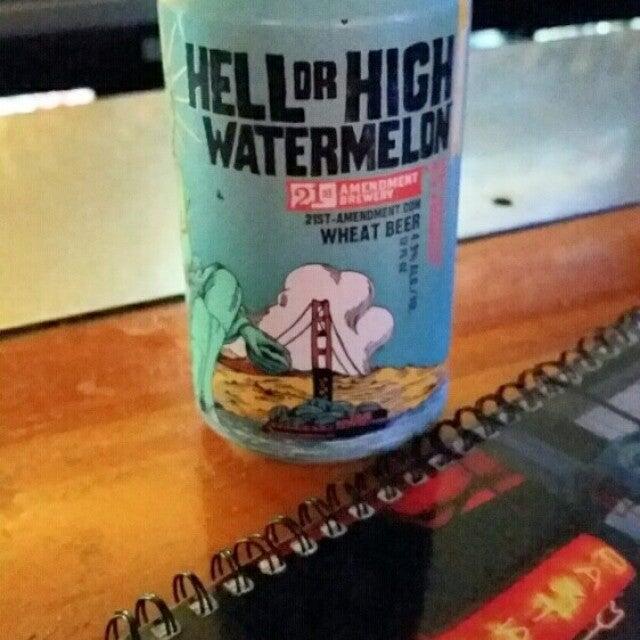 HELL OR HIGH
WATERMELON
21ST AMENDMENT
BREWERY
21ST-AMENDMENT.COM
WHEAT BEER